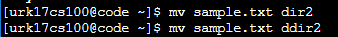 [urk17cs100@code ~]$ mv sample.txt dir2
[urk17cs100@code ~]$ mv sample.txt ddir2